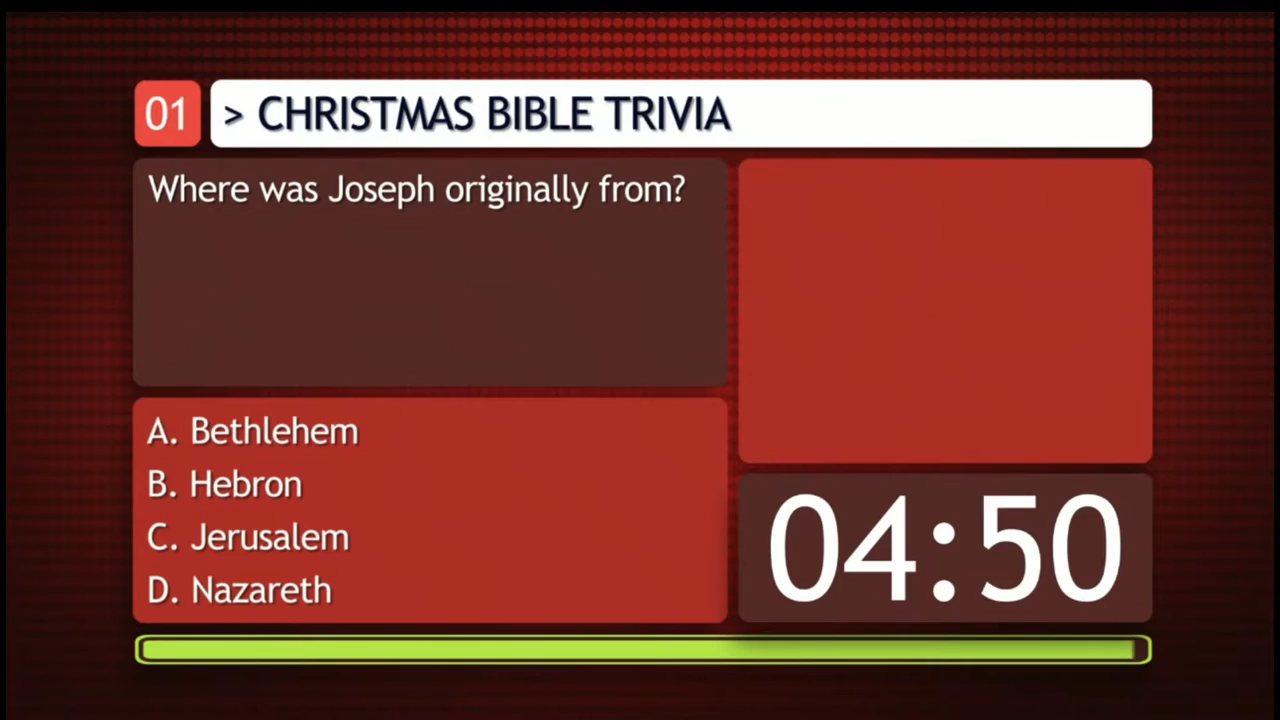 01
> CHRISTMAS BIBLE TRIVIA
Where was Joseph originally from?
A. Bethlehem
B. Hebron
C. Jerusalem
D. Nazareth
04:50